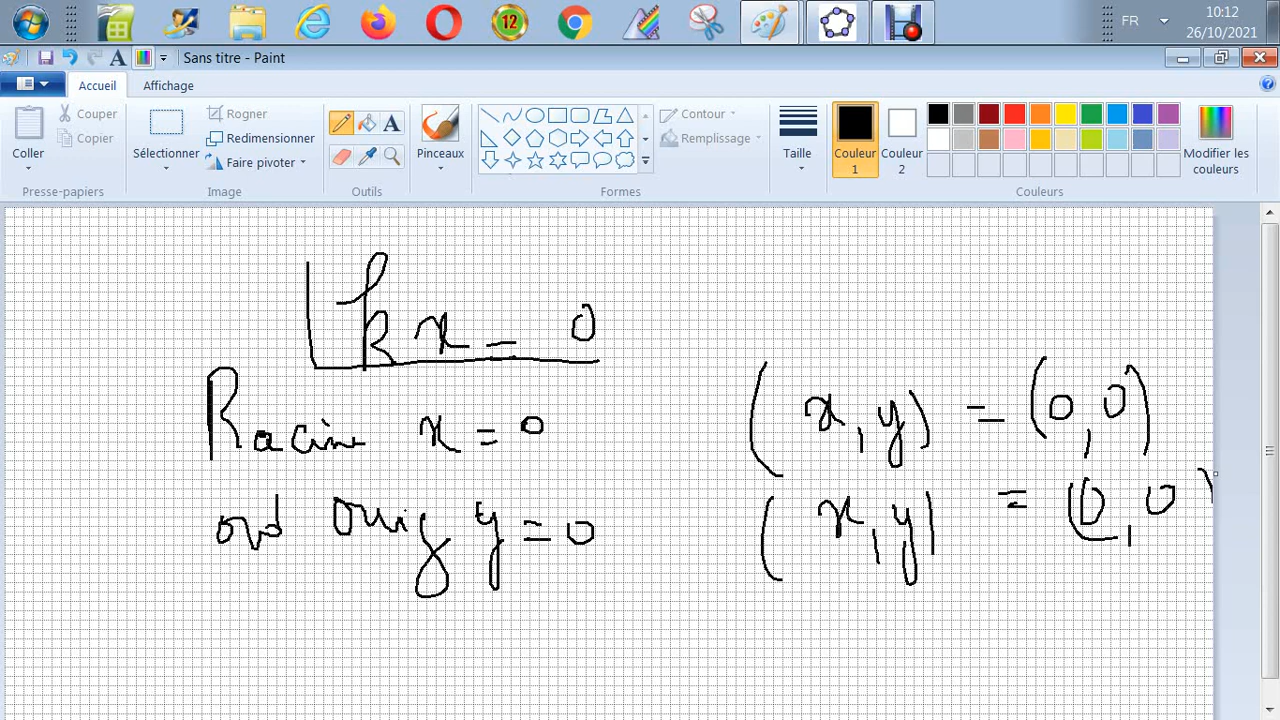 12
FR
10:12
26/10/2021
Sans titre - Paint
Accueil Affichage
Coller
Couper
Copier
Presse-papiers
Sélectionner
Rogner
Redimensionner
Faire pivoter
Image
Outils
Pinceaux
Contour
Remplissage
Formes
Taille
Couleur 1
Couleur 2
Modifier les couleurs
Couleurs
x = 0
Racine x = 0
(x,y) = (0,0)
ord orig y = 0
(x,y) = (0,0)